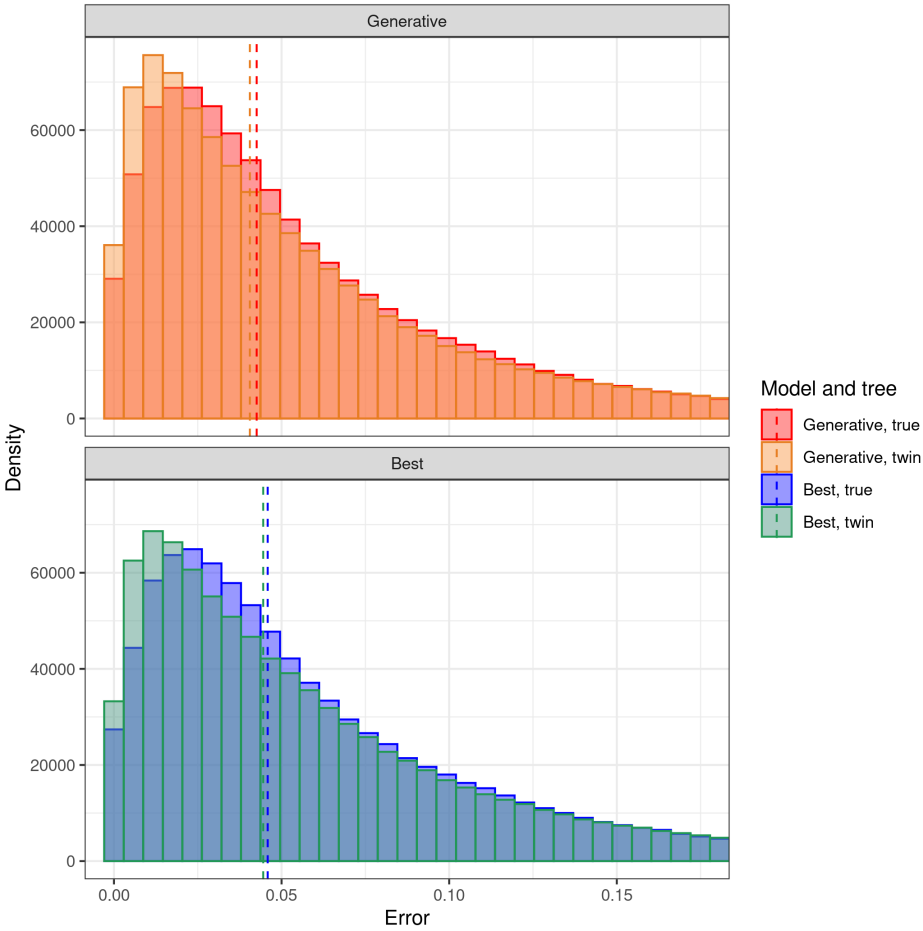 Generative
60000
40000
20000
0
Best
60000
40000
20000
0
0.00 0.05 0.10 0.15
Error
Density
Model and tree
Generative, true
Generative, twin
Best, true
Best, twin